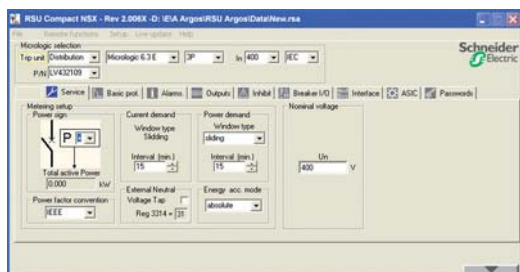 RSU Compact NSX - Rev 2.006X -D: \E\A Argos\RSU Argos\Data\New.rsa
File Remote functions Setup Live update Help
Micrologic selection
Trip unit Distribution Micrologic 6.3 E 3P In 400 IEC
P/N LV432109
Schneider Electric
Service Basic prot. Alarms Outputs Inhibit Breaker I/O Interface ASIC Passwords
Metering setup
Power sign
P
Total active Power
0.000 kW
Power factor convention
IEEE
Current demand
Window type
Slidding
Interval (min.)
15
External Neutral
Voltage Tap
Reg 3314 = 31
Power demand
Window type
sliding
Interval (min.)
15
Energy acc. mode
absolute
Nominal voltage
Un
400 V